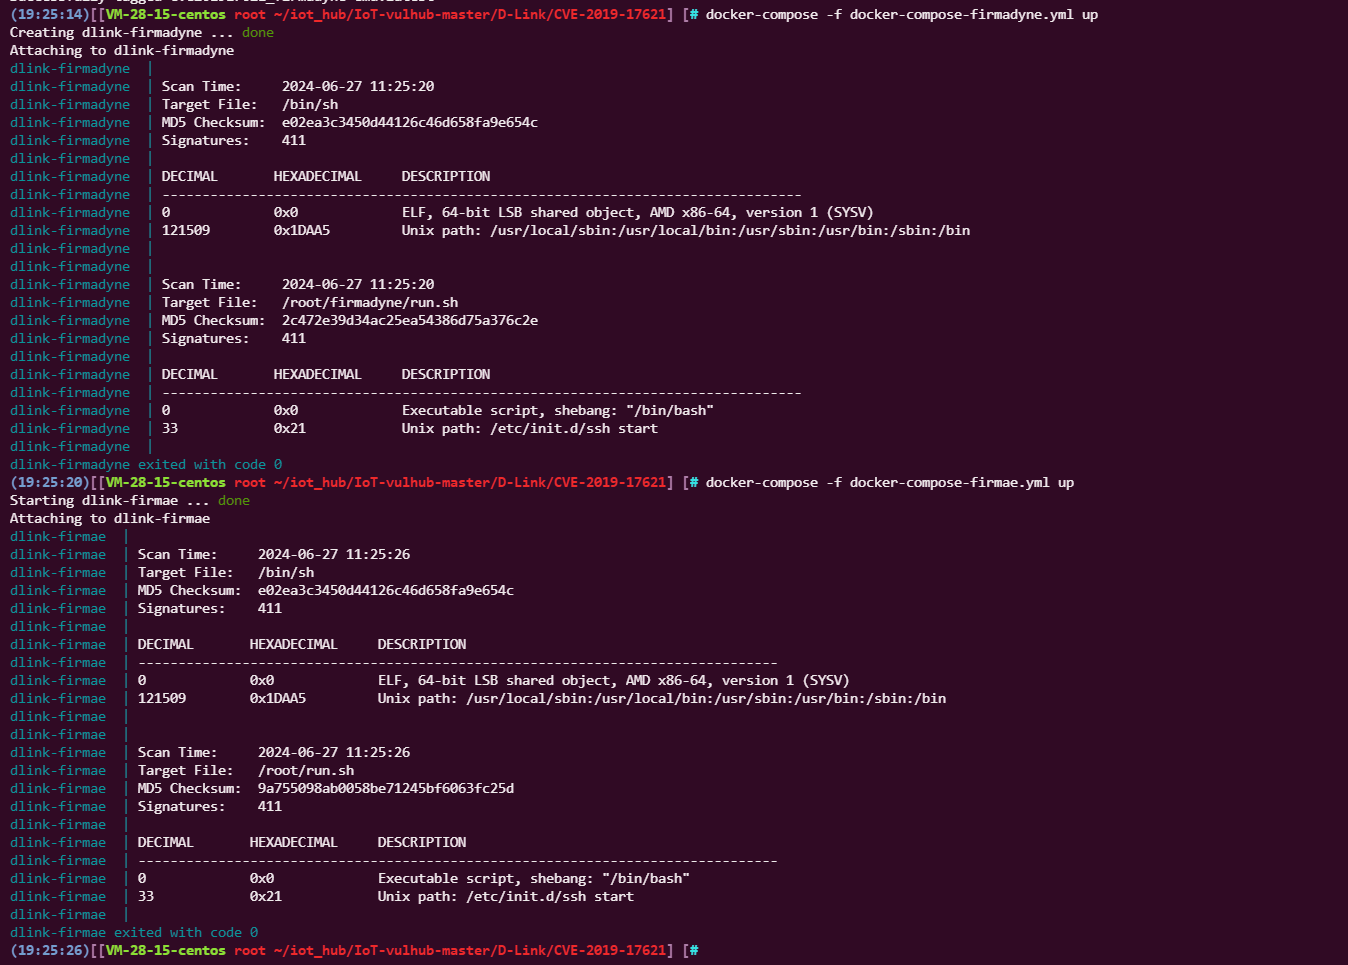 (19:25:14)[[VM-28-15-centos root ~/iot_hub/IoT-vulhub-master/D-Link/CVE-2019-17621] [# docker-compose -f docker-compose-firmadyne.yml up
Creating dlink-firmadyne ... done
Attaching to dlink-firmadyne
dlink-firmadyne |
dlink-firmadyne | Scan Time: 2024-06-27 11:25:20
dlink-firmadyne | Target File: /bin/sh
dlink-firmadyne | MD5 Checksum: e02ea3c3450d44126c46d658fa9e654c
dlink-firmadyne | Signatures: 411
dlink-firmadyne |
dlink-firmadyne | DECIMAL HEXADECIMAL DESCRIPTION
dlink-firmadyne | --------------------------------------------------------------------------------
dlink-firmadyne | 0 0x0 ELF, 64-bit LSB shared object, AMD x86-64, version 1 (SYSV)
dlink-firmadyne | 121509 0x1DAA5 Unix path: /usr/local/sbin:/usr/local/bin:/usr/sbin:/usr/bin:/sbin:/bin
dlink-firmadyne |
dlink-firmadyne |
dlink-firmadyne | Scan Time: 2024-06-27 11:25:20
dlink-firmadyne | Target File: /root/firmadyne/run.sh
dlink-firmadyne | MD5 Checksum: 2c472e39d34ac25ea54386d75a376c2e
dlink-firmadyne | Signatures: 411
dlink-firmadyne |
dlink-firmadyne | DECIMAL HEXADECIMAL DESCRIPTION
dlink-firmadyne | --------------------------------------------------------------------------------
dlink-firmadyne | 0 0x0 Executable script, shebang: "/bin/bash"
dlink-firmadyne | 33 0x21 Unix path: /etc/init.d/ssh start
dlink-firmadyne |
dlink-firmadyne exited with code 0
(19:25:20)[[VM-28-15-centos root ~/iot_hub/IoT-vulhub-master/D-Link/CVE-2019-17621] [# docker-compose -f docker-compose-firmae.yml up
Starting dlink-firmae ... done
Attaching to dlink-firmae
dlink-firmae |
dlink-firmae | Scan Time: 2024-06-27 11:25:26
dlink-firmae | Target File: /bin/sh
dlink-firmae | MD5 Checksum: e02ea3c3450d44126c46d658fa9e654c
dlink-firmae | Signatures: 411
dlink-firmae |
dlink-firmae | DECIMAL HEXADECIMAL DESCRIPTION
dlink-firmae | --------------------------------------------------------------------------------
dlink-firmae | 0 0x0 ELF, 64-bit LSB shared object, AMD x86-64, version 1 (SYSV)
dlink-firmae | 121509 0x1DAA5 Unix path: /usr/local/sbin:/usr/local/bin:/usr/sbin:/usr/bin:/sbin:/bin
dlink-firmae |
dlink-firmae |
dlink-firmae | Scan Time: 2024-06-27 11:25:26
dlink-firmae | Target File: /root/run.sh
dlink-firmae | MD5 Checksum: 9a755098ab0058be71245bf6063fc25d
dlink-firmae | Signatures: 411
dlink-firmae |
dlink-firmae | DECIMAL HEXADECIMAL DESCRIPTION
dlink-firmae | --------------------------------------------------------------------------------
dlink-firmae | 0 0x0 Executable script, shebang: "/bin/bash"
dlink-firmae | 33 0x21 Unix path: /etc/init.d/ssh start
dlink-firmae |
dlink-firmae exited with code 0
(19:25:26)[[VM-28-15-centos root ~/iot_hub/IoT-vulhub-master/D-Link/CVE-2019-17621] [#